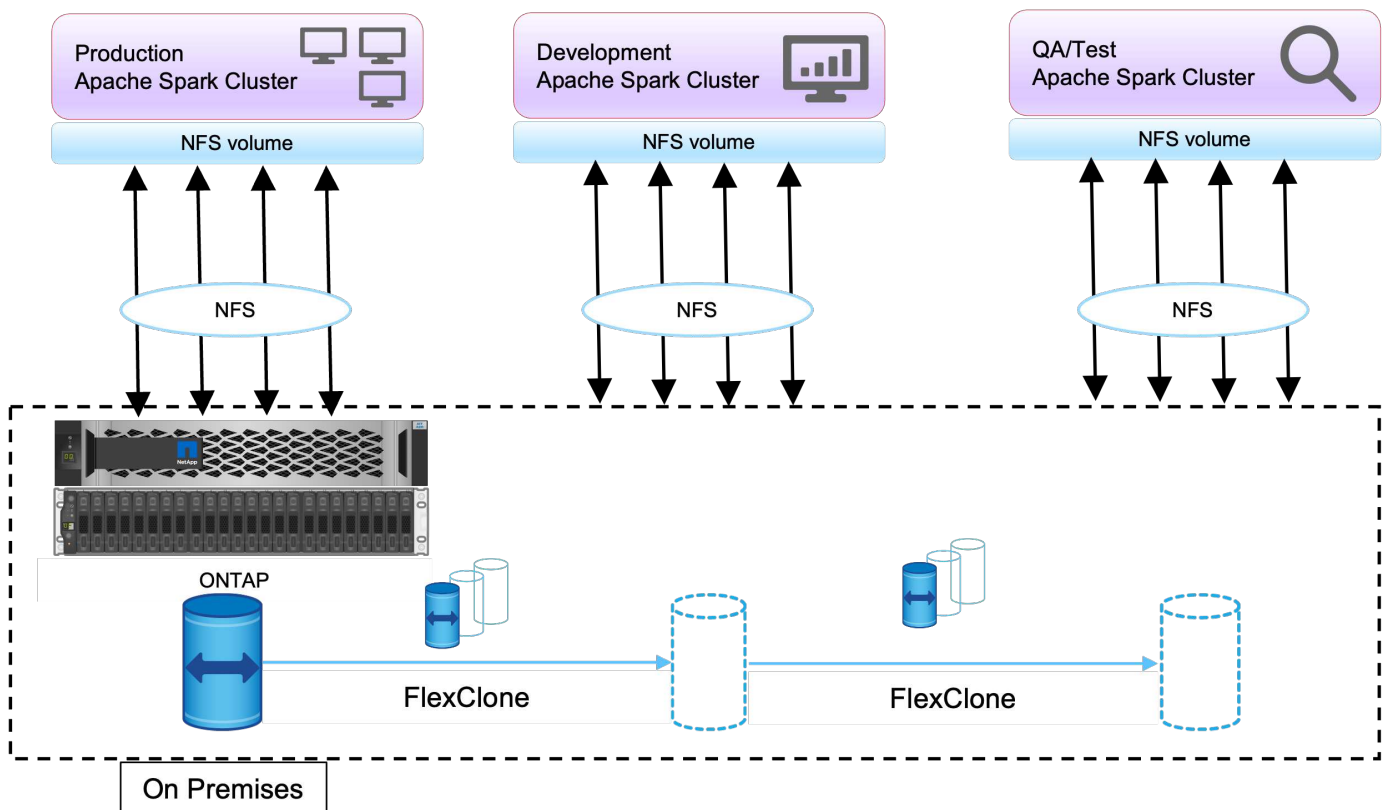 Production
Apache Spark Cluster
Development
Apache Spark Cluster
QA/Test
Apache Spark Cluster
NFS volume
NFS volume
NFS volume
NFS
NFS
NFS
NetApp
ONTAP
FlexClone
FlexClone
On Premises